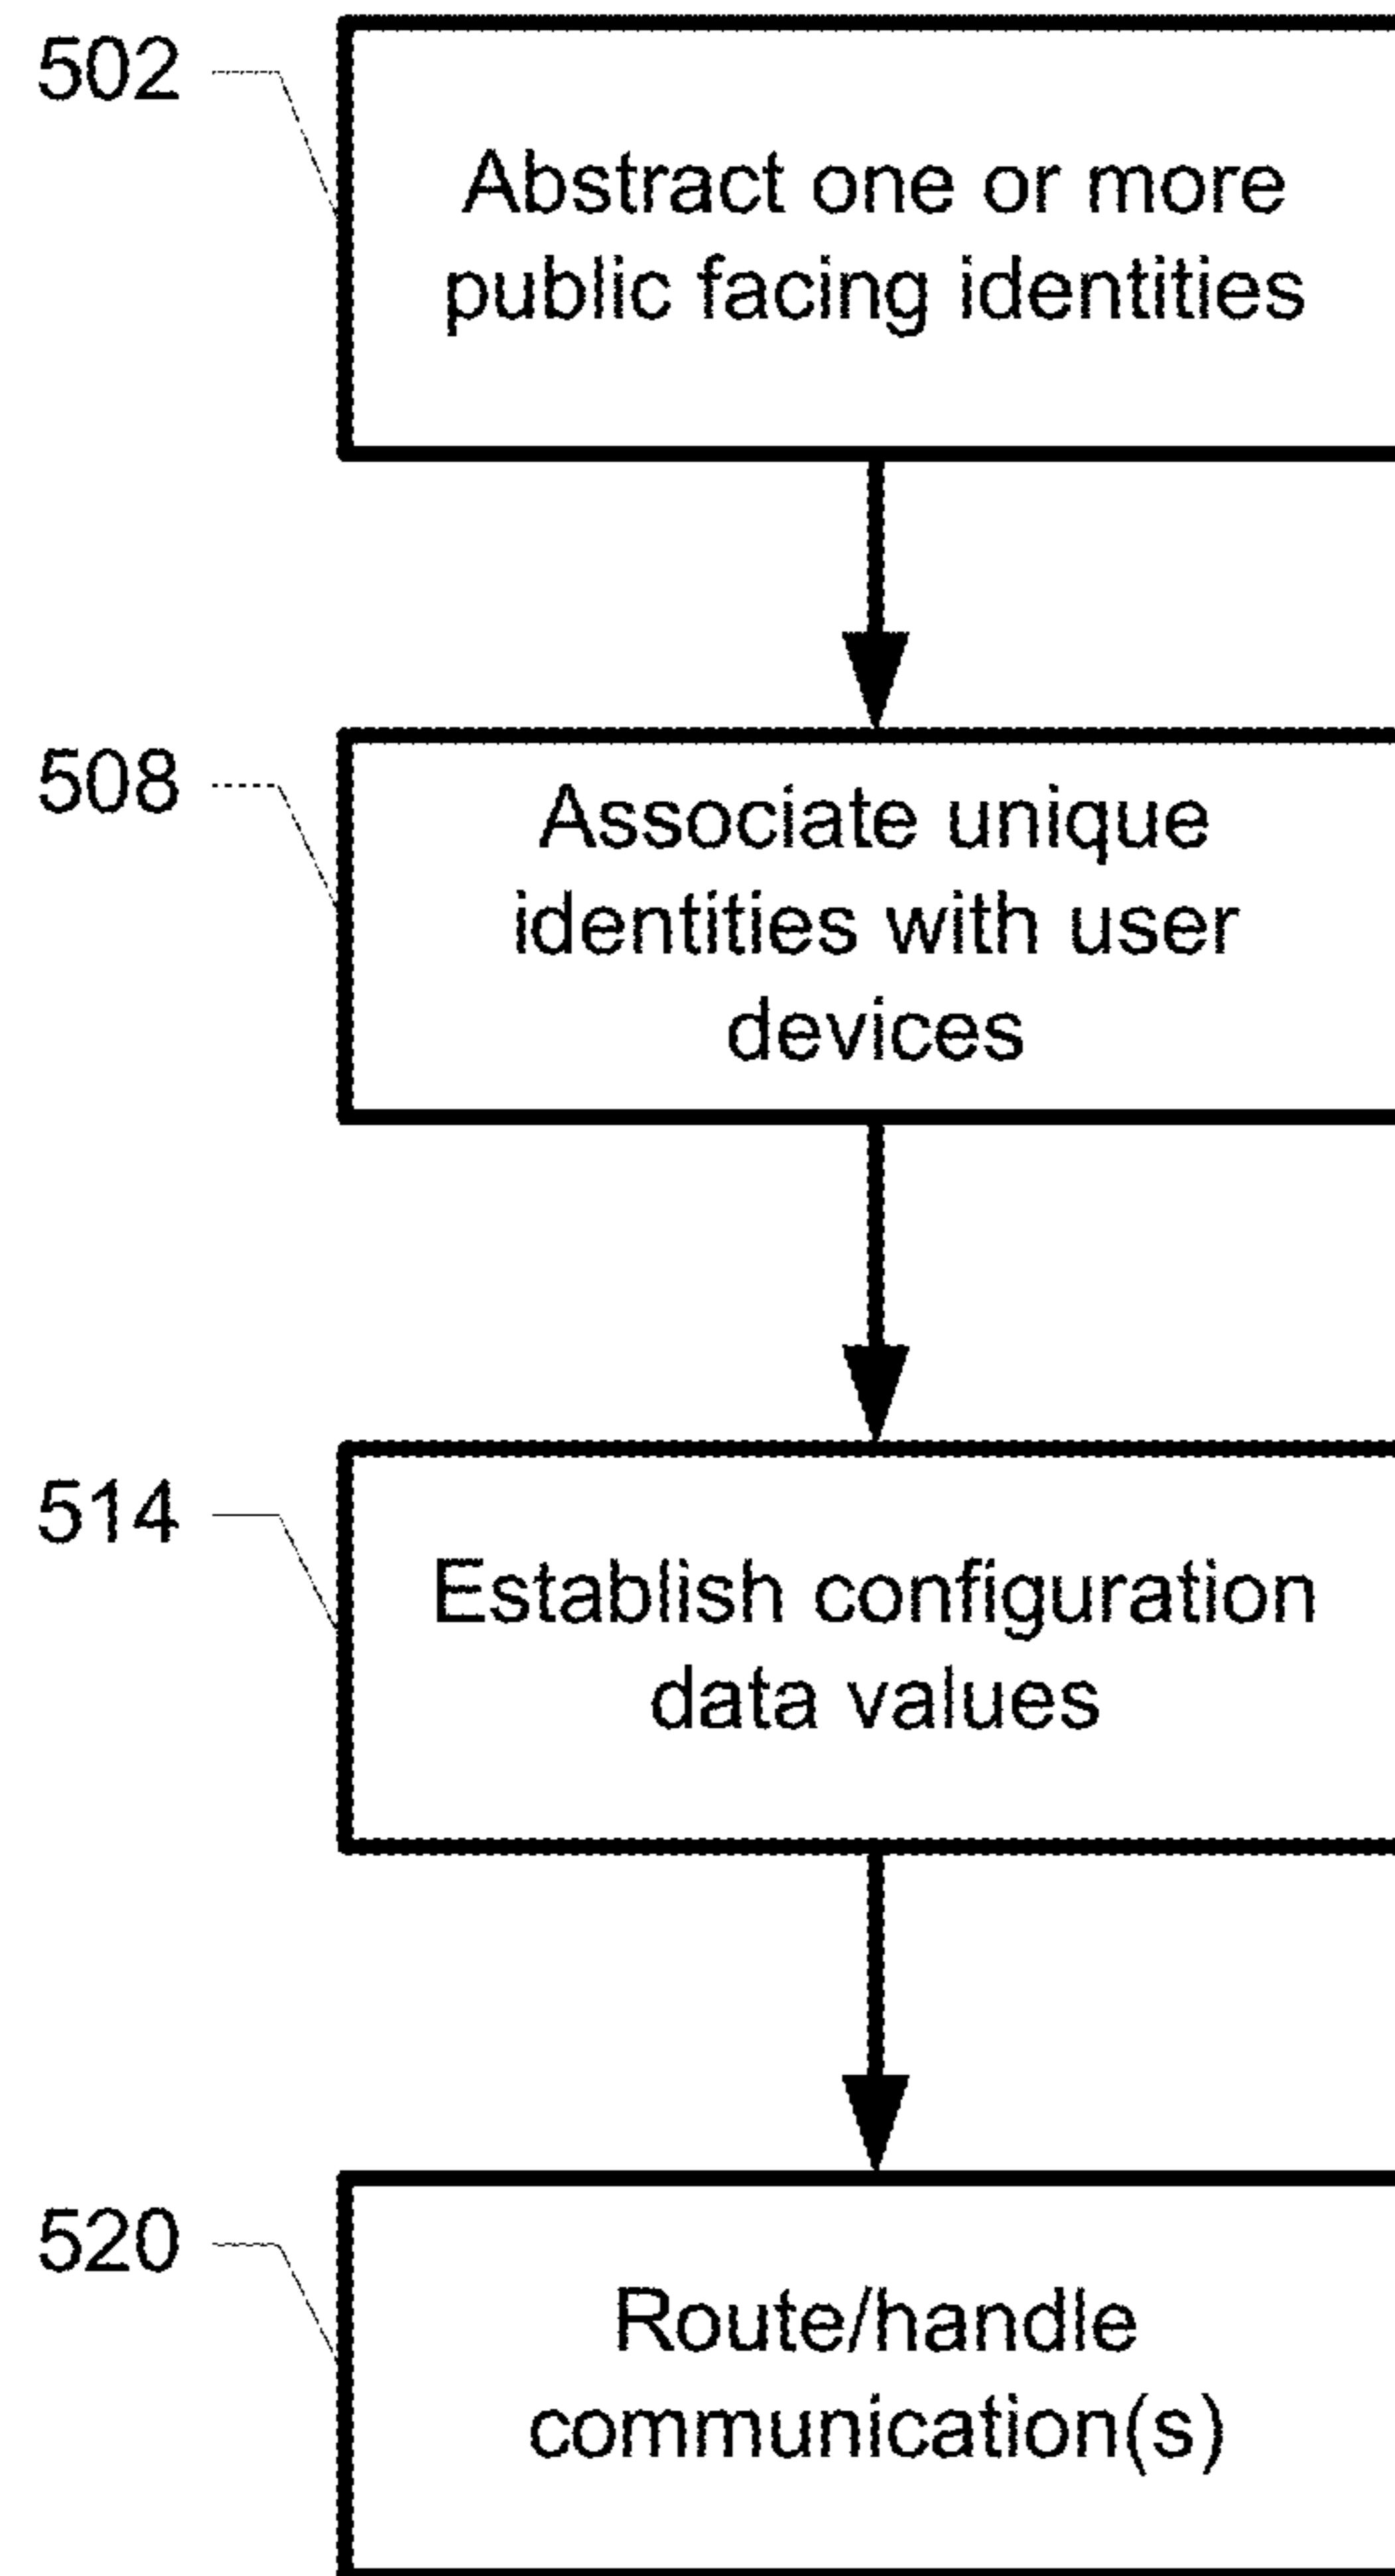 502
Abstract one or more
public facing identities
508
Associate unique
identities with user
devices
514
Establish configuration
data values
520
Route/handle
communication(s)